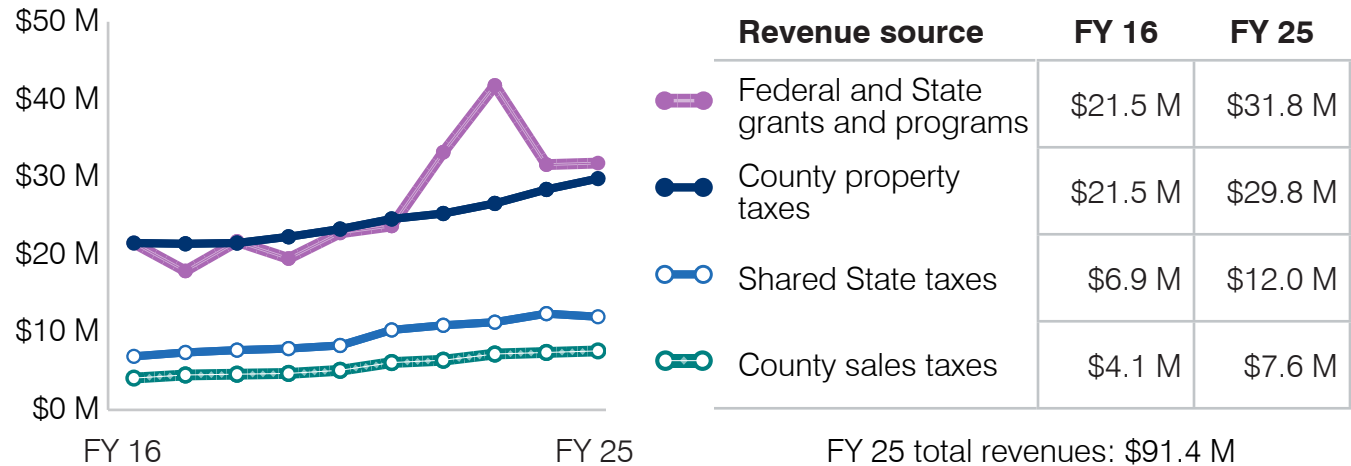 $50 M
$40 M
$30 M
$20 M
$10 M
$0 M
FY 16
FY 25
Revenue source FY 16 FY 25
Federal and State
grants and programs $21.5 M $31.8 M
County property
taxes $21.5 M $29.8 M
Shared State taxes $6.9 M $12.0 M
County sales taxes $4.1 M $7.6 M
FY 25 total revenues: $91.4 M